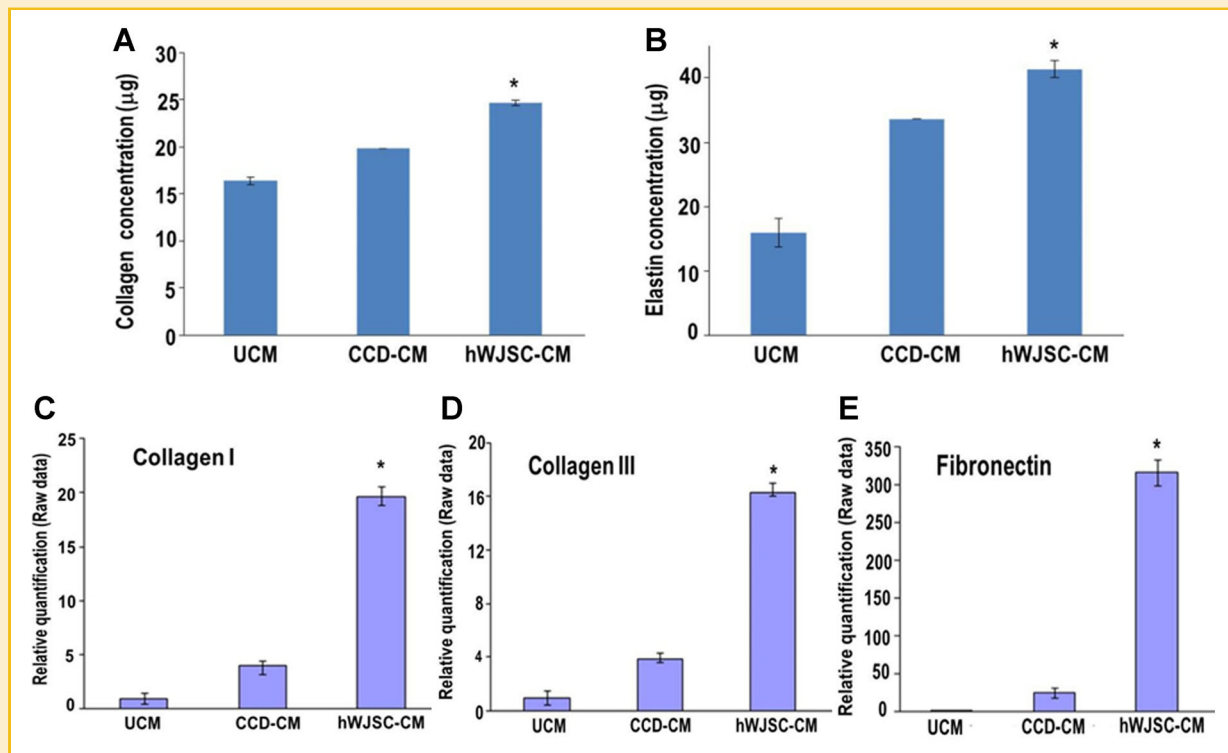 A
Collagen concentration (µg)
30
25
20
15
10
5
0
*
UCM CCD-CM hWJSC-CM
B
Elastin concentration (µg)
40
30
20
10
0
*
UCM CCD-CM hWJSC-CM
C
Relative quantification (Raw data)
25
20
15
10
5
0
Collagen I
*
UCM CCD-CM hWJSC-CM
D
Relative quantification (Raw data)
20
16
12
8
4
0
Collagen III
*
UCM CCD-CM hWJSC-CM
E
Relative quantification (Raw data)
350
300
250
200
150
100
50
0
Fibronectin
*
UCM CCD-CM hWJSC-CM